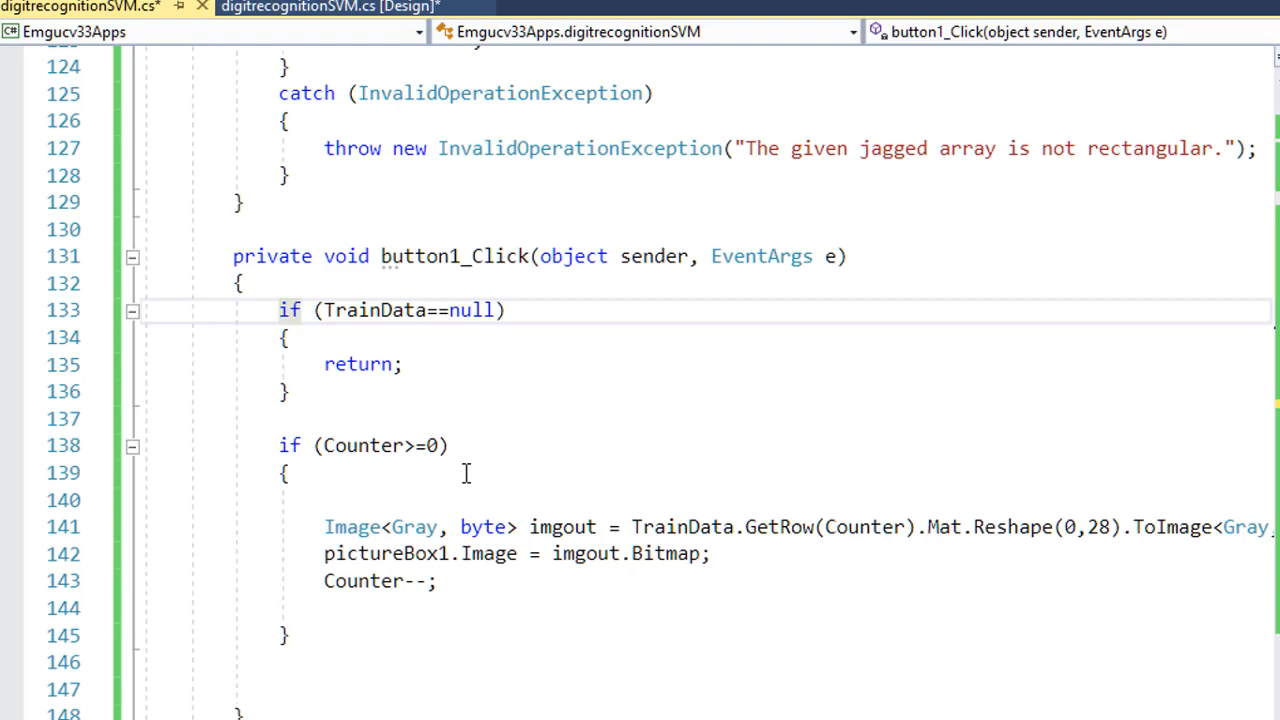 digitrecognitionSVM.cs* digitrecognitionSVM.cs [Design]*
C# Emgucv33Apps Emgucv33Apps.digitrecognitionSVM button1_Click(object sender, EventArgs e)
124 }
125 catch (InvalidOperationException)
126 {
127 throw new InvalidOperationException("The given jagged array is not rectangular.");
128 }
129 }
130
131 private void button1_Click(object sender, EventArgs e)
132 {
133 if (TrainData==null)
134 {
135 return;
136 }
137
138 if (Counter>=0)
139 {
140
141 Image<Gray, byte> imgout = TrainData.GetRow(Counter).Mat.Reshape(0,28).ToImage<Gray,
142 pictureBox1.Image = imgout.Bitmap;
143 Counter--;
144
145 }
146
147
148 }